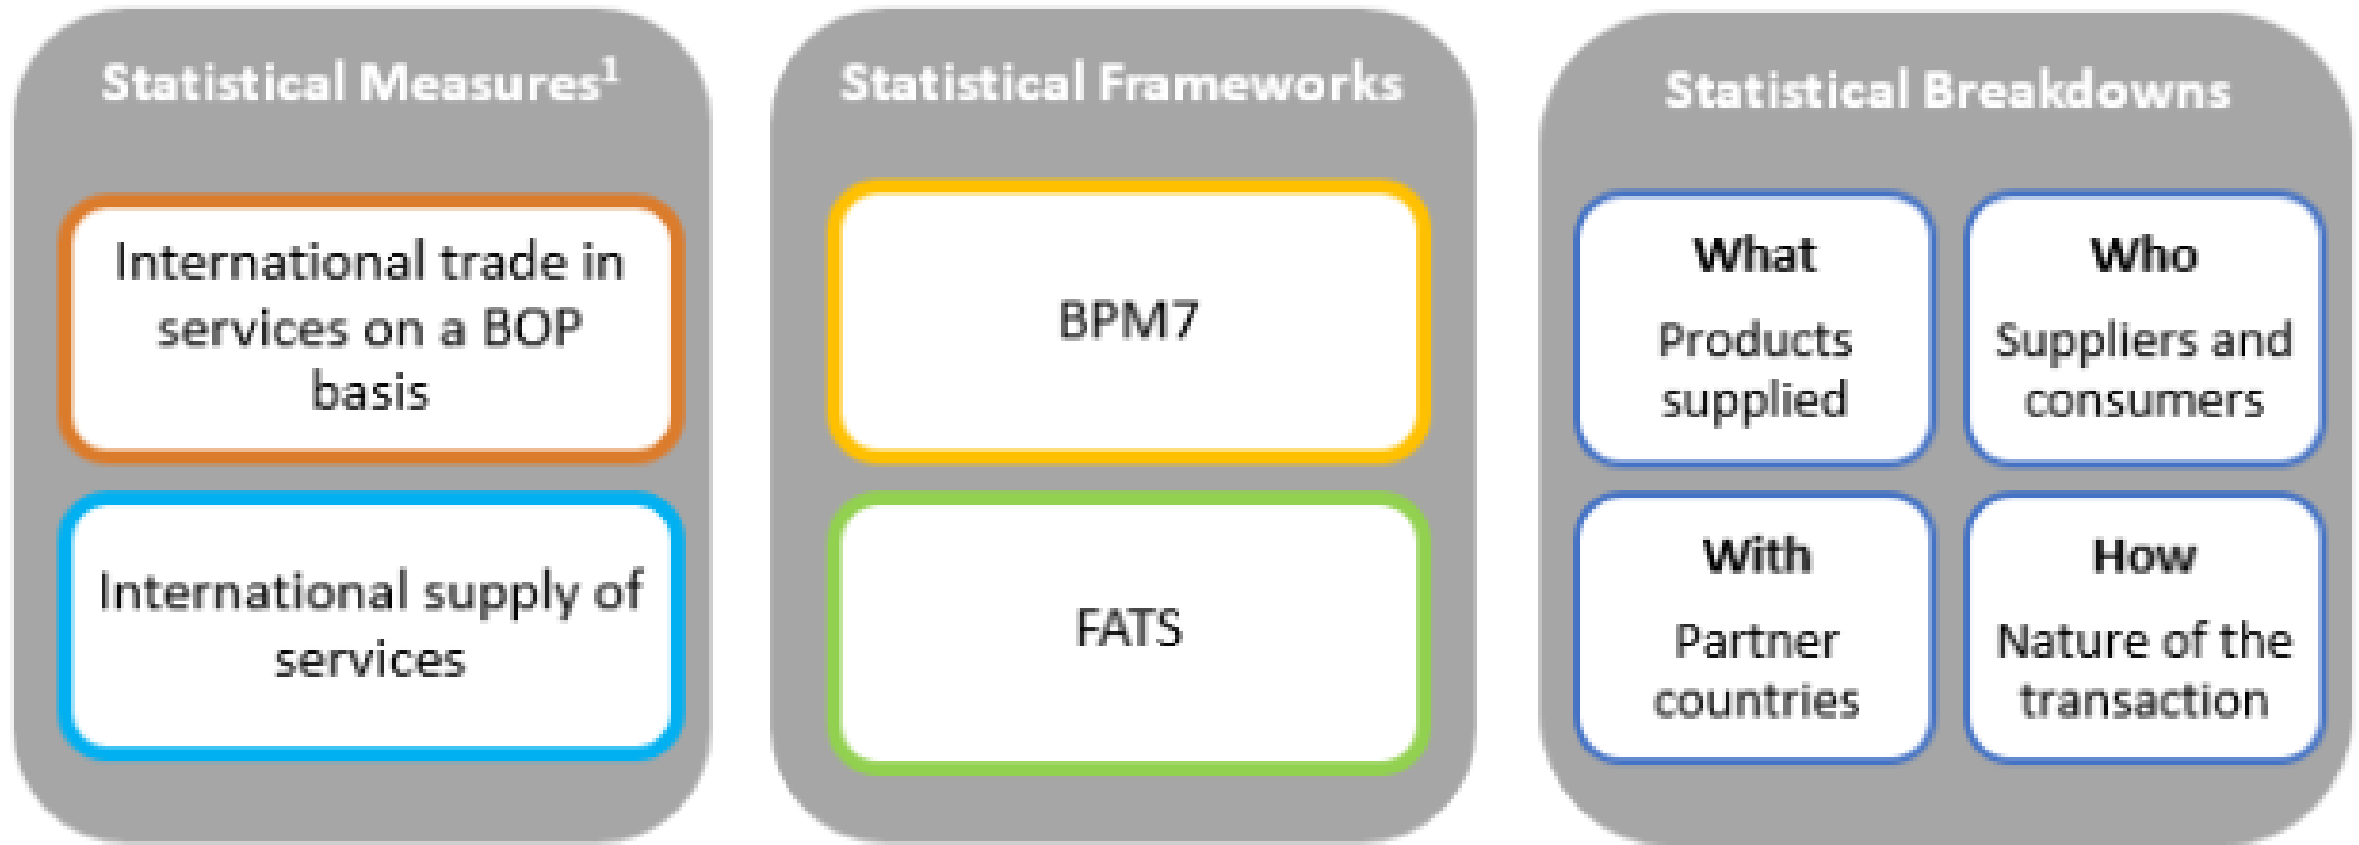 Statistical Measures¹
International trade in
services on a BOP
basis
International supply of
services
Statistical Frameworks
BPM7
FATS
Statistical Breakdowns
What
Products
supplied
Who
Suppliers and
consumers
With
Partner
countries
How
Nature of the
transaction